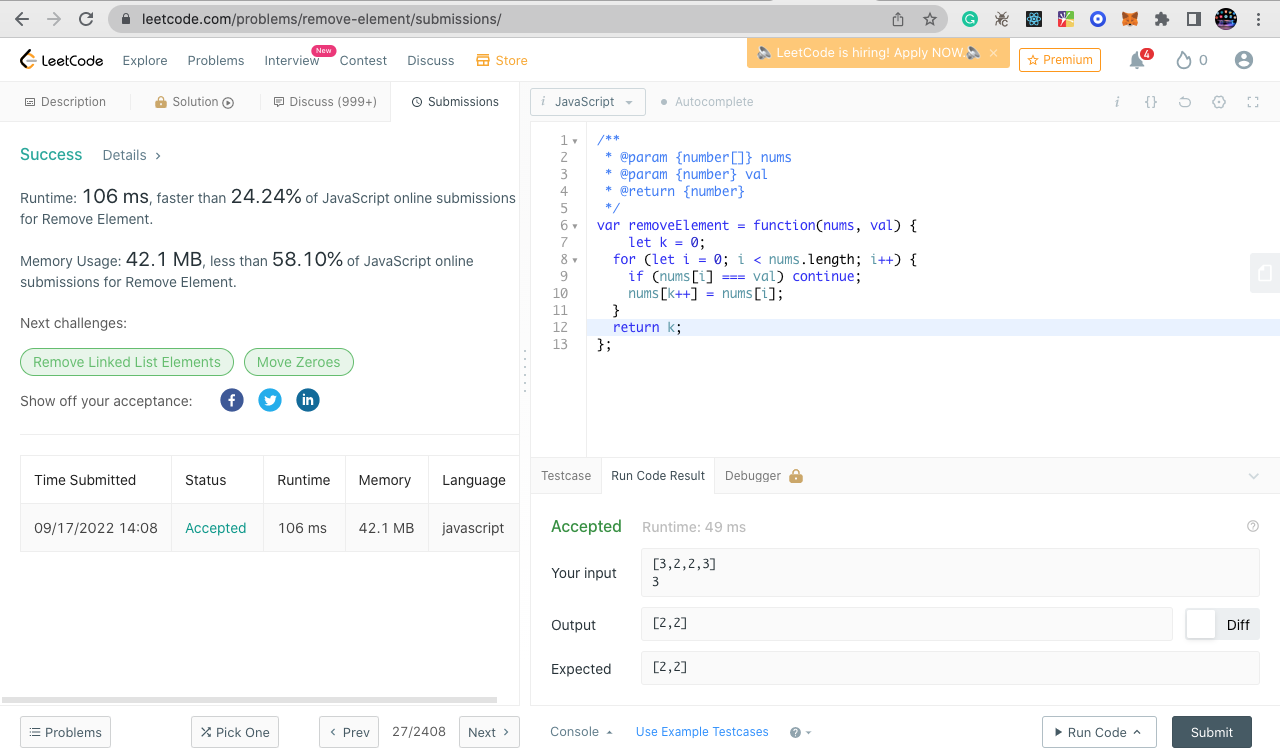 leetcode.com/problems/remove-element/submissions/
LeetCode
Explore
Problems
Interview
New
Contest
Discuss
Store
LeetCode is hiring! Apply NOW.
×
Premium
4
0
Description
Solution
Discuss (999+)
Submissions
i JavaScript
Autocomplete
i {}
Success Details >
Runtime: 106 ms, faster than 24.24% of JavaScript online submissions
for Remove Element.
Memory Usage: 42.1 MB, less than 58.10% of JavaScript online
submissions for Remove Element.
Next challenges:
Remove Linked List Elements
Move Zeroes
Show off your acceptance:
f
in
Time Submitted Status Runtime Memory Language
09/17/2022 14:08 Accepted 106 ms 42.1 MB javascript
1 /**
2 * @param {number[]} nums
3 * @param {number} val
4 * @return {number}
5 */
6 var removeElement = function(nums, val) {
7 let k = 0;
8 for (let i = 0; i < nums.length; i++) {
9 if (nums[i] === val) continue;
10 nums[k++] = nums[i];
11 }
12 return k;
13 };
Testcase
Run Code Result
Debugger
Accepted Runtime: 49 ms
Your input
[3,2,2,3]
3
Output
[2,2]
Diff
Expected
[2,2]
Problems
Pick One
< Prev
27/2408
Next >
Console
Use Example Testcases
?
Run Code
Submit